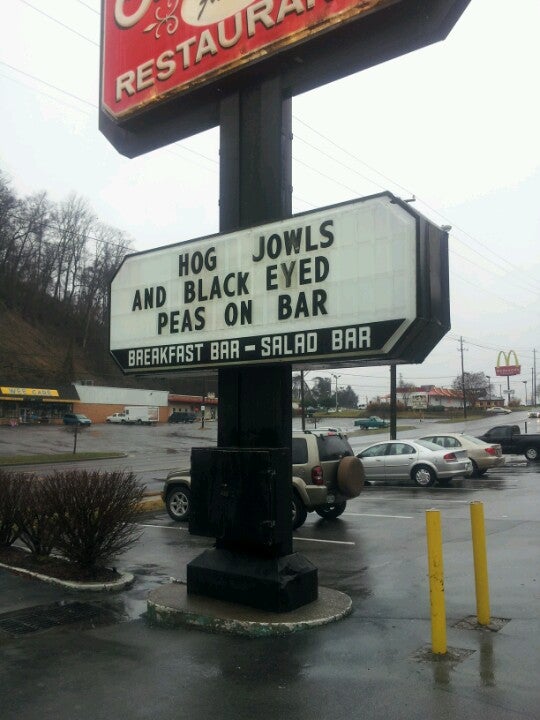 RESTAURANT
HOG JOWLS
AND BLACK EYED
PEAS ON BAR
BREAKFAST BAR - SALAD BAR